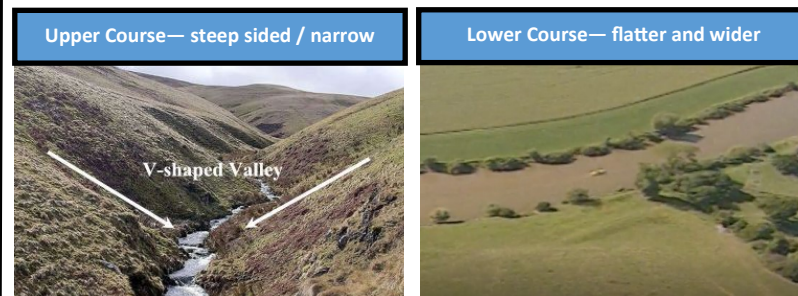 Upper Course— steep sided / narrow
Lower Course— flatter and wider
V-shaped Valley